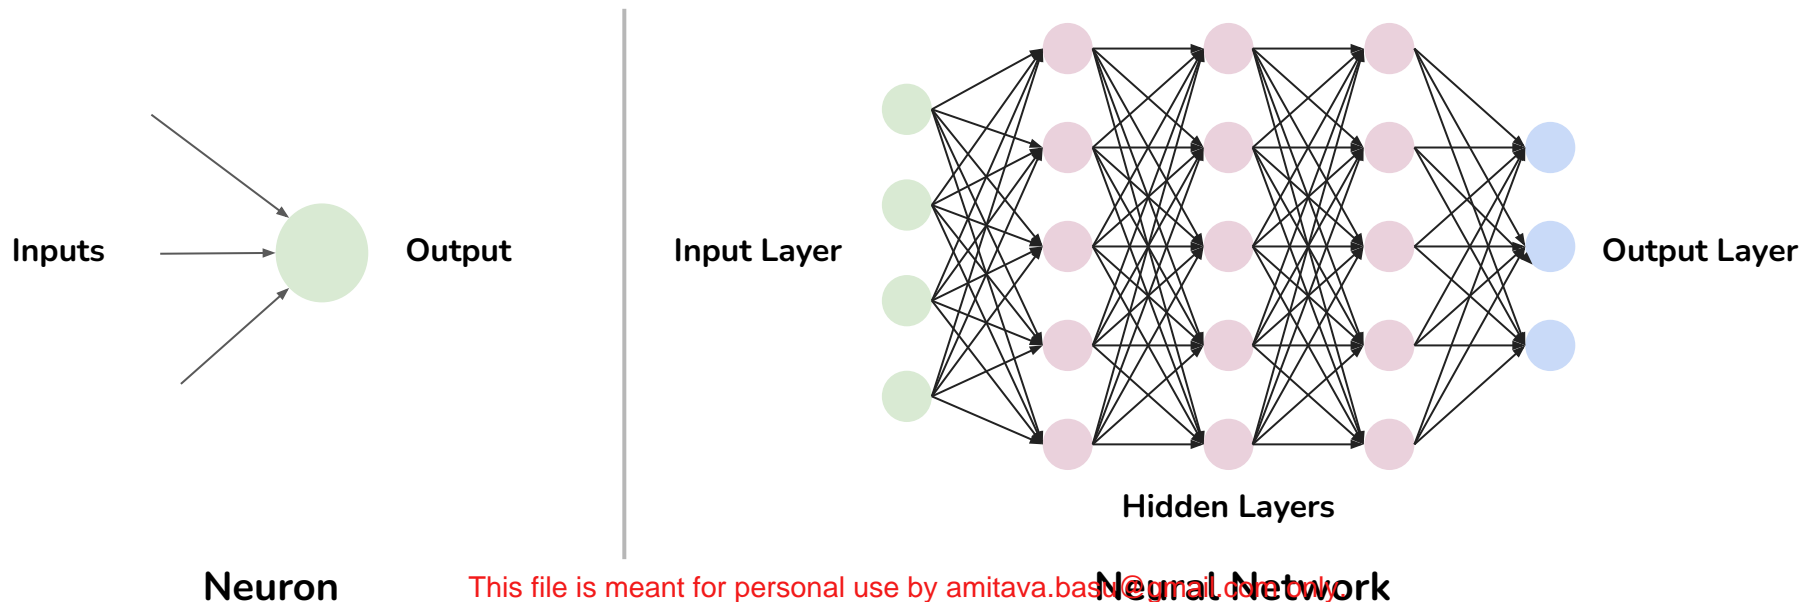 Inputs
Output
Neuron
Input Layer
Output Layer
Hidden Layers
Neural Network
This file is meant for personal use by amitava.basu@gmail.com only.